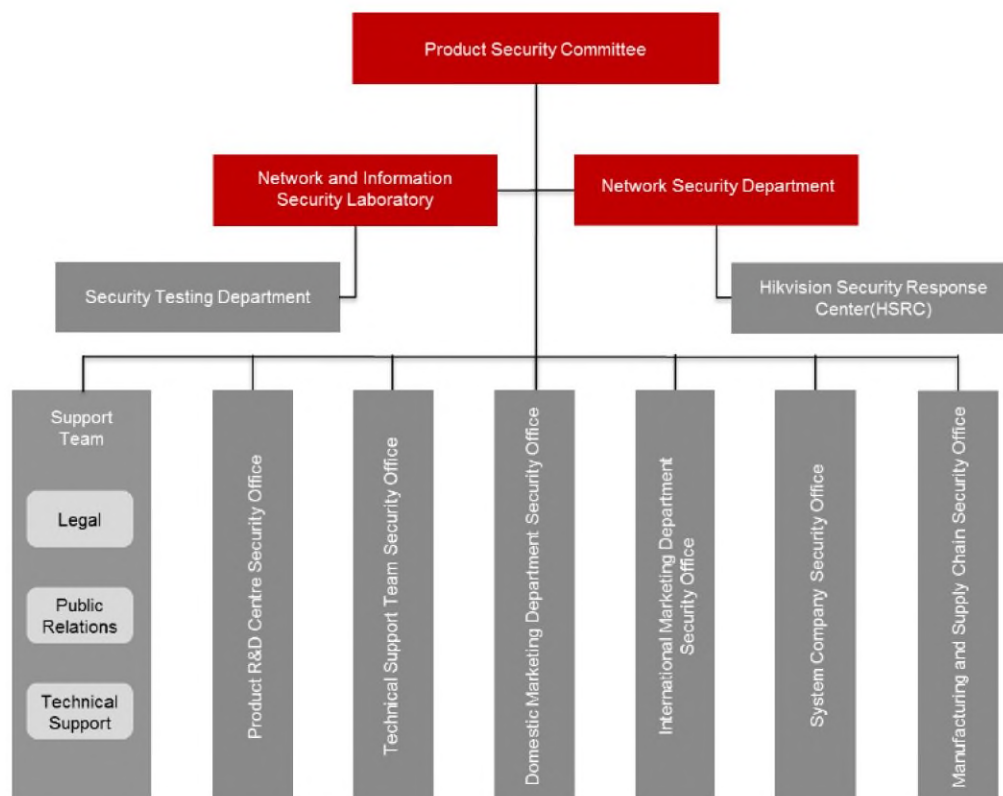 Product Security Committee
Network and Information
Security Laboratory
Network Security Department
Security Testing Department
Hikvision Security Response
Center(HSRC)
Support
Team
Legal
Public
Relations
Technical
Support
Product R&D Centre Security Office
Technical Support Team Security Office
Domestic Marketing Department Security Office
International Marketing Department
Security Office
System Company Security Office
Manufacturing and Supply Chain Security Office